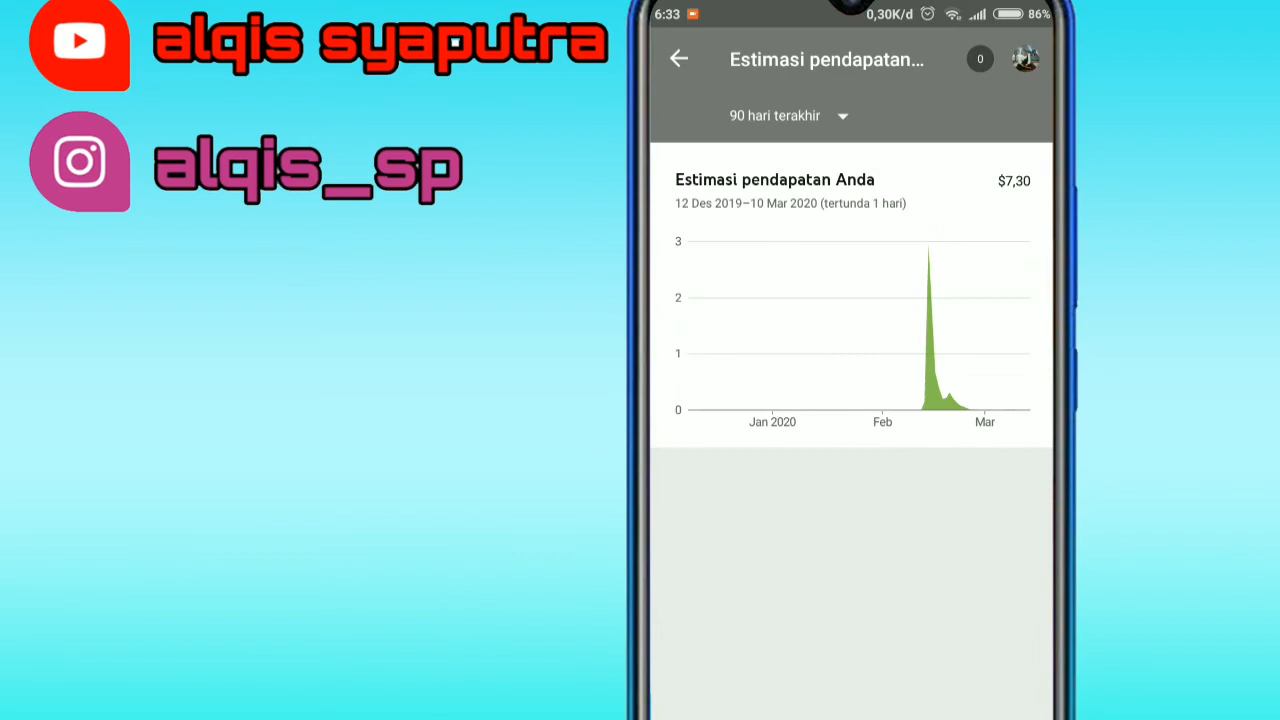 alqis syaputra
alqis_sp
6:33 0,30K/d 86%
Estimasi pendapatan... 0
90 hari terakhir
Estimasi pendapatan Anda $7,30
12 Des 2019–10 Mar 2020 (tertunda 1 hari)
3
2
1
0
Jan 2020 Feb Mar